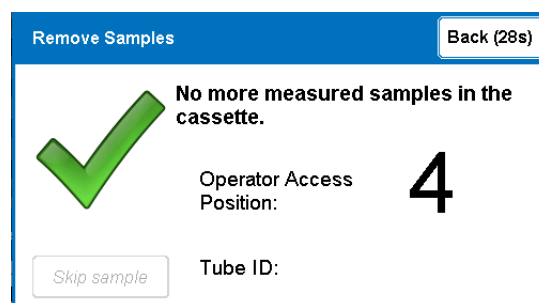 Remove Samples
Back (28s)
No more measured samples in the
cassette.
Operator Access
Position:
4
Skip sample
Tube ID: